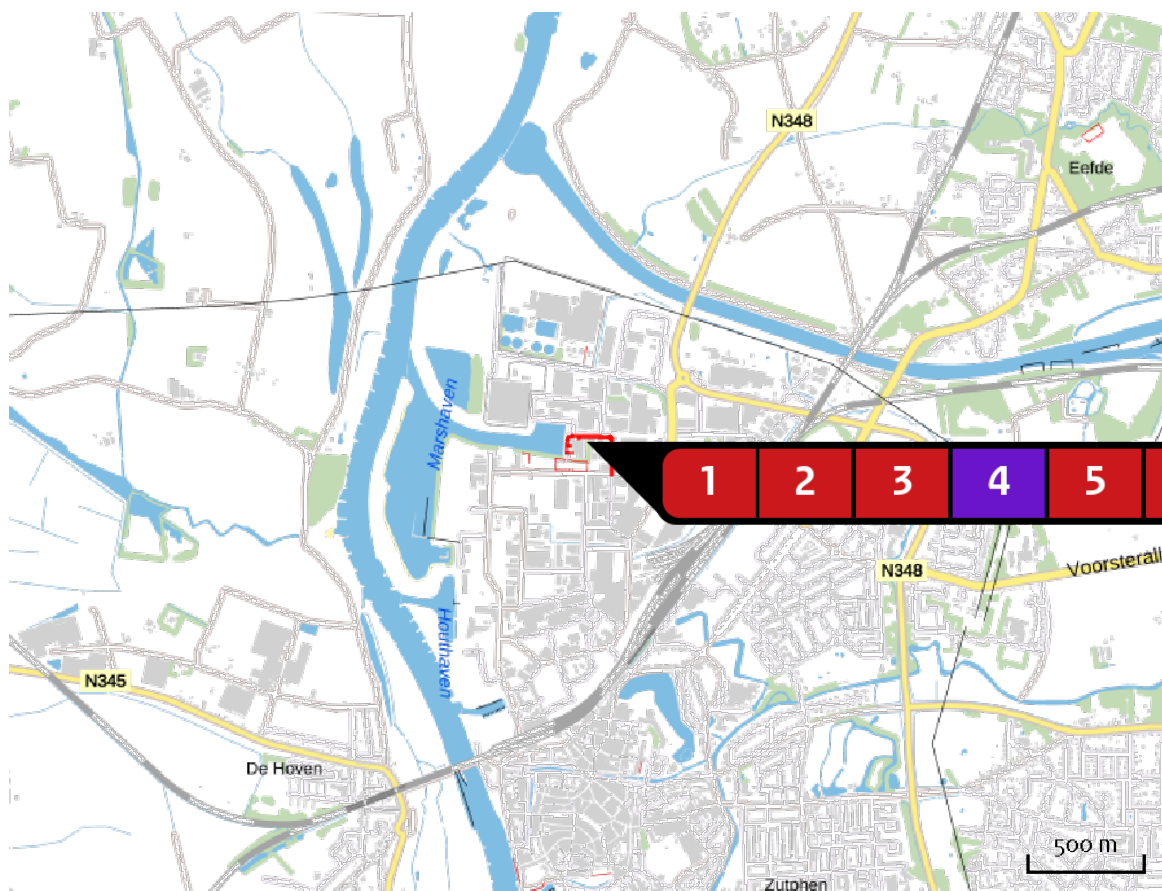 N348
Eefde
Marshaven
1 2 3 4 5
N348
Voorsterall
Houthaven
N345
De Hoven
500 m
Zutphen